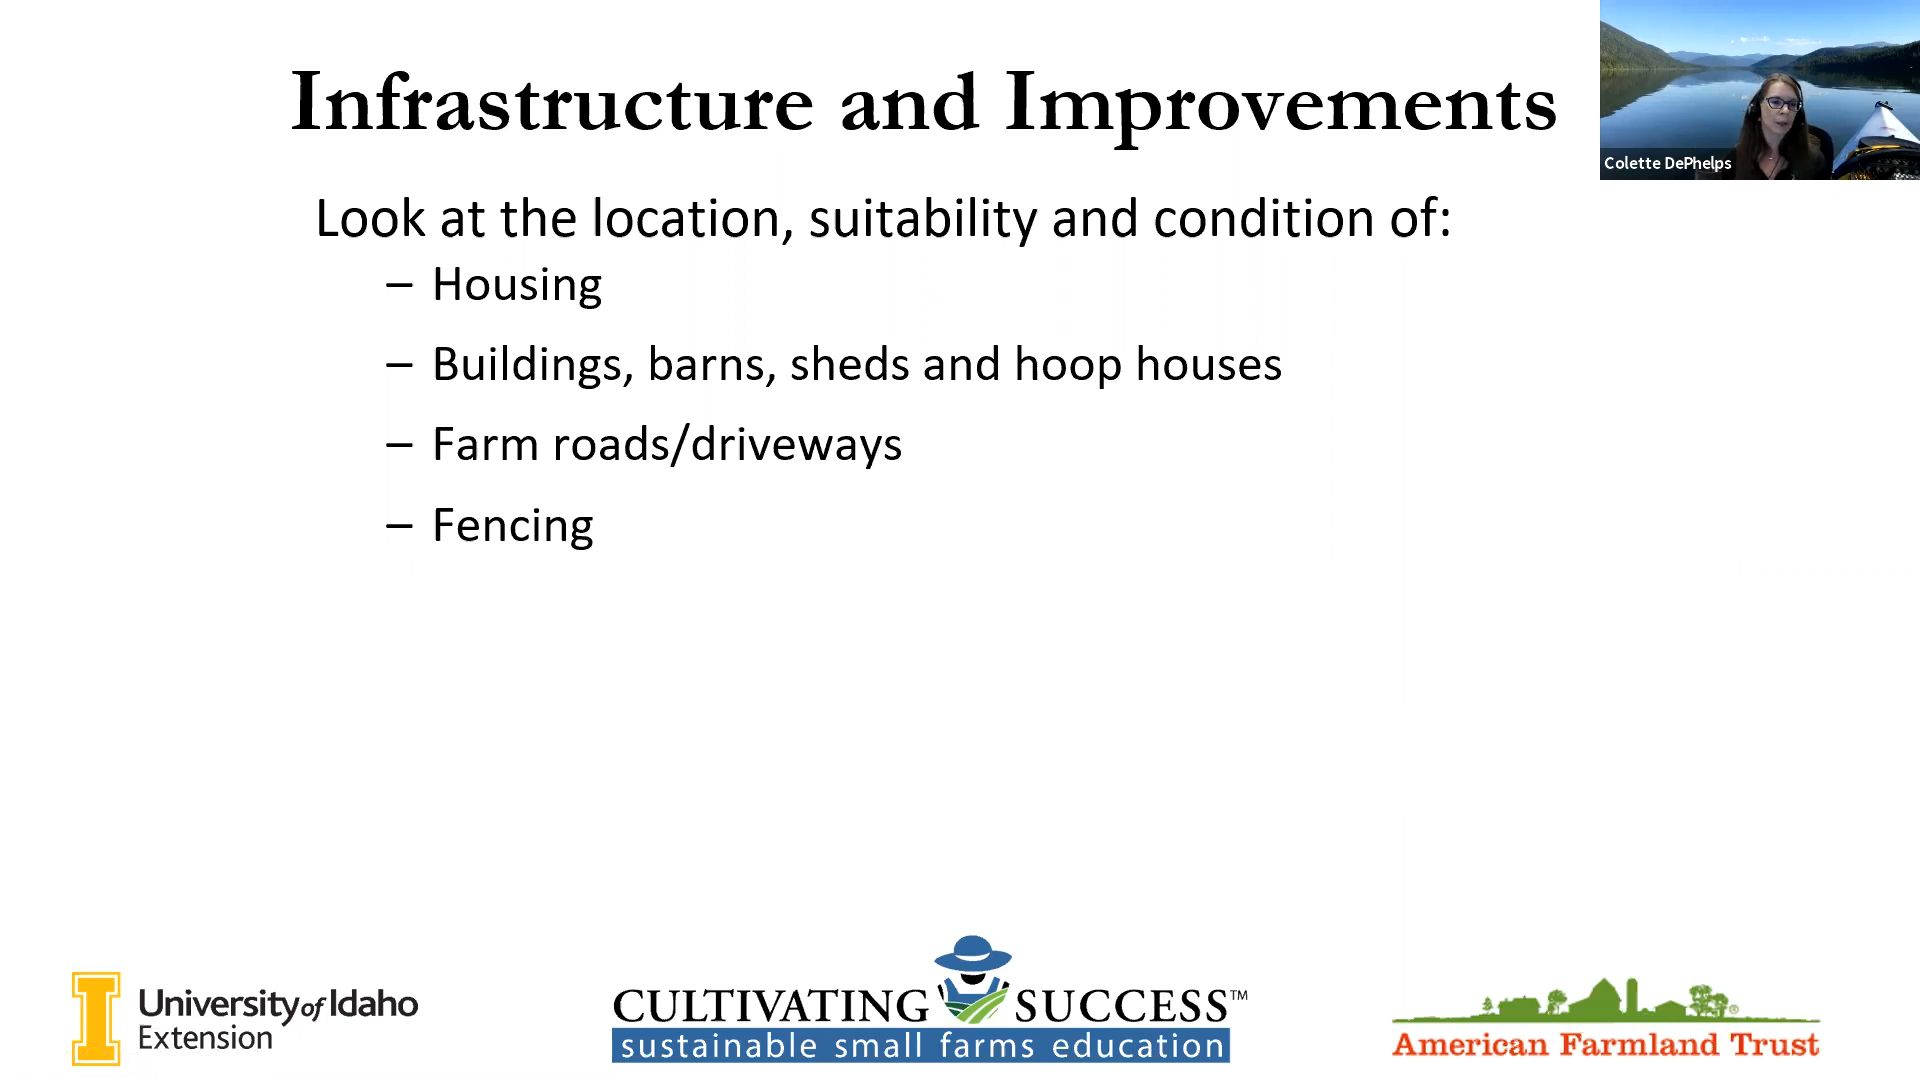 Infrastructure and Improvements
Colette DePhelps
Look at the location, suitability and condition of:
– Housing
– Buildings, barns, sheds and hoop houses
– Farm roads/driveways
– Fencing
I
University of Idaho
Extension
CULTIVATING SUCCESS™
sustainable small farms education
American Farmland Trust®